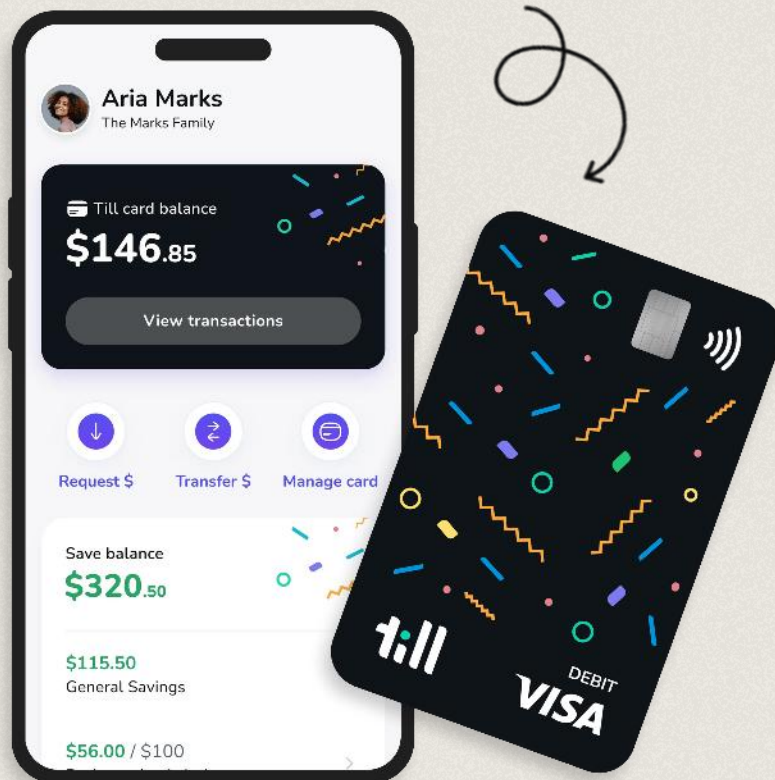 Aria Marks
The Marks Family
Till card balance
$146.85
View transactions
Request $
Transfer $
Manage card
Save balance
$320.50
$115.50
General Savings
$56.00 / $100
till
DEBIT
VISA